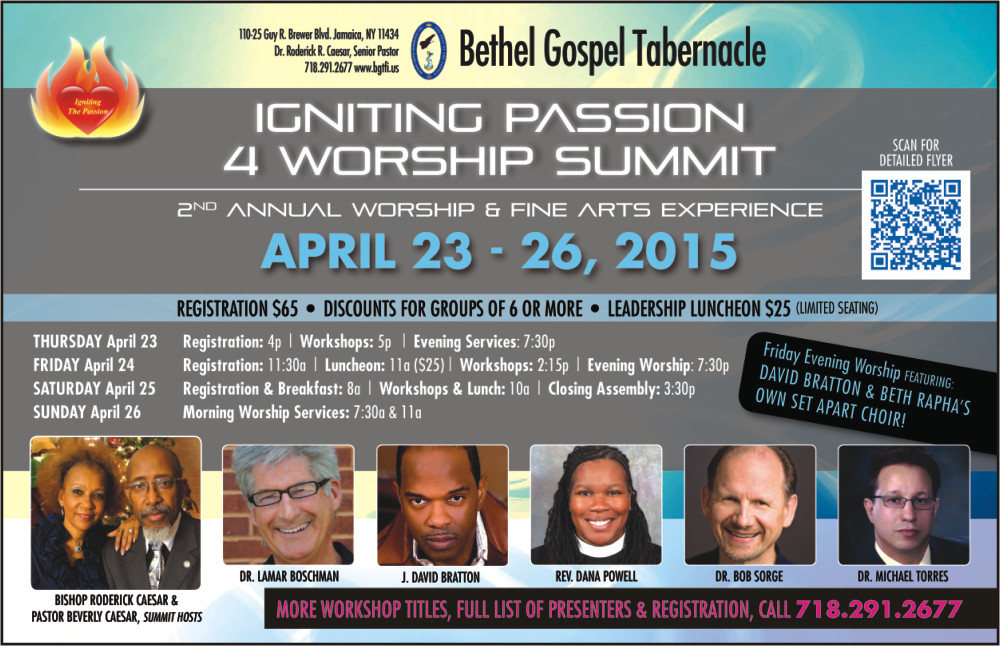 110-25 Guy R. Brewer Blvd. Jamaica, NY 11434
Dr. Roderick R. Caesar, Senior Pastor
718.291.2677 www.bgtfi.us
Bethel Gospel Tabernacle
Igniting
The Passion
IGNITING PASSION
4 WORSHIP SUMMIT
SCAN FOR
DETAILED FLYER
2ND ANNUAL WORSHIP & FINE ARTS EXPERIENCE
APRIL 23 - 26, 2015
REGISTRATION $65 • DISCOUNTS FOR GROUPS OF 6 OR MORE • LEADERSHIP LUNCHEON $25 (LIMITED SEATING)
THURSDAY April 23 Registration: 4p | Workshops: 5p | Evening Services: 7:30p
FRIDAY April 24 Registration: 11:30a | Luncheon: 11a ($25) | Workshops: 2:15p | Evening Worship: 7:30p
SATURDAY April 25 Registration & Breakfast: 8a | Workshops & Lunch: 10a | Closing Assembly: 3:30p
SUNDAY April 26 Morning Worship Services: 7:30a & 11a
Friday Evening Worship FEATURING:
DAVID BRATTON & BETH RAPHA'S
OWN SET APART CHOIR!
BISHOP RODERICK CAESAR &
PASTOR BEVERLY CAESAR, SUMMIT HOSTS
DR. LAMAR BOSCHMAN
J. DAVID BRATTON
REV. DANA POWELL
DR. BOB SORGE
DR. MICHAEL TORRES
MORE WORKSHOP TITLES, FULL LIST OF PRESENTERS & REGISTRATION, CALL 718.291.2677